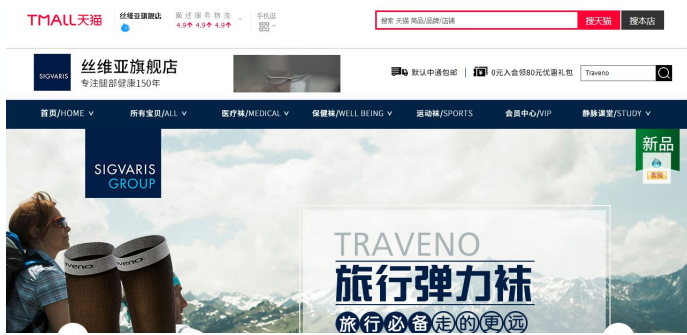 TMALL天猫
丝维亚旗舰店
描述 服务 物流
4.9 4.9 4.9
手机逛
搜索 天猫 商品/品牌/店铺
搜天猫
搜本店
SIGVARIS
丝维亚旗舰店
专注腿部健康150年
默认中通包邮
0元入会领80元优惠礼包
Traveno
首页/HOME
所有宝贝/ALL
医疗袜/MEDICAL
保健袜/WELL BEING
运动袜/SPORTS
会员中心/VIP
静脉课堂/STUDY
SIGVARIS
GROUP
新品
客服
TRAVENO
旅行弹力袜
旅行必备走的更远